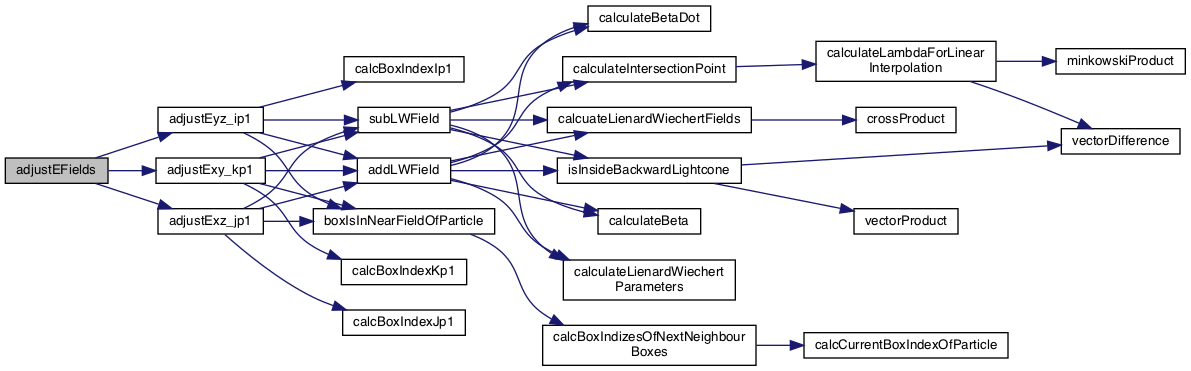 calculateBetaDot
calculateLambdaForLinear
Interpolation
minkowskiProduct
calcBoxIndexIp1
calculateIntersectionPoint
adjustEyz_ip1
subLWField
calcuateLienardWiechertFields
crossProduct
vectorDifference
adjustEFields
adjustExy_kp1
addLWField
isInsideBackwardLightcone
adjustExz_jp1
boxIsInNearFieldOfParticle
calculateBeta
vectorProduct
calcBoxIndexKp1
calculateLienardWiechert
Parameters
calcBoxIndexJp1
calcBoxIndizesOfNextNeighbour
Boxes
calcCurrentBoxIndexOfParticle